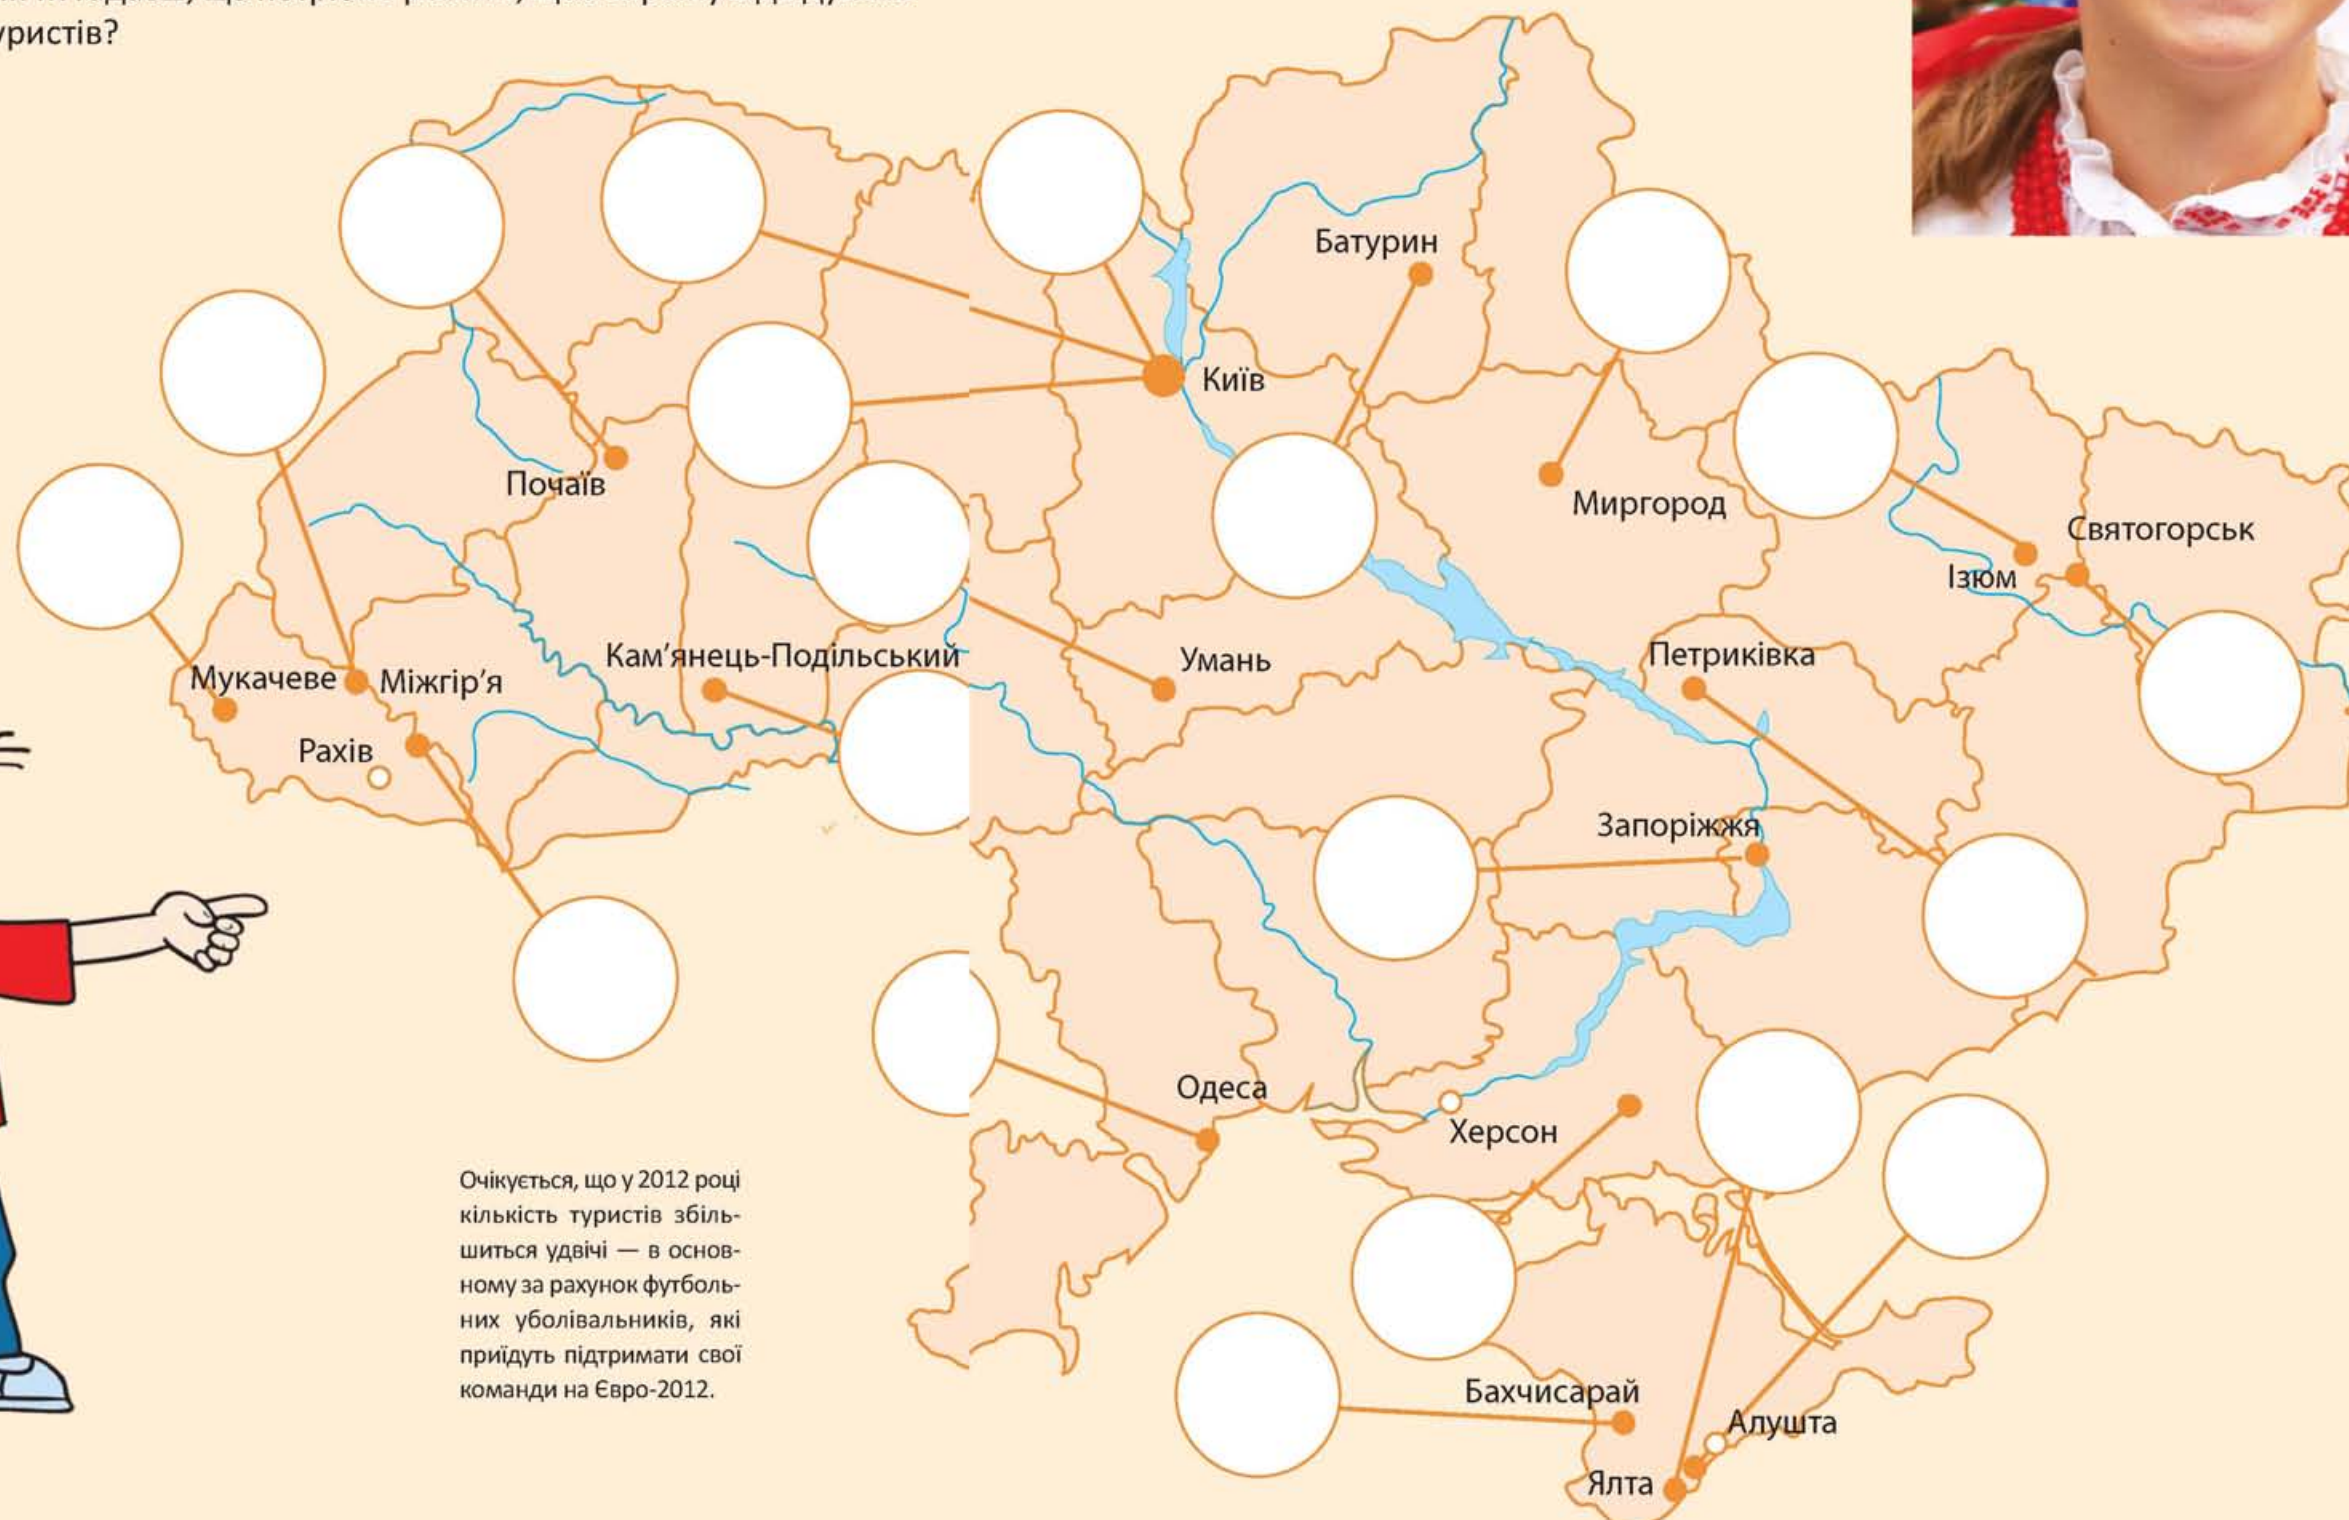 уристів?
Батурин
Київ
Почаїв
Миргород
Святогорськ
Ізюм
Кам’янець-Подільський
Умань
Петриківка
Мукачеве
Міжгір’я
Рахів
Запоріжжя
Одеса
Херсон
Очікується, що у 2012 році
кількість туристів збіль-
шиться удвічі — в основ-
ному за рахунок футболь-
них уболівальників, які
приїдуть підтримати свої
команди на Євро-2012.
Бахчисарай
Алушта
Ялта